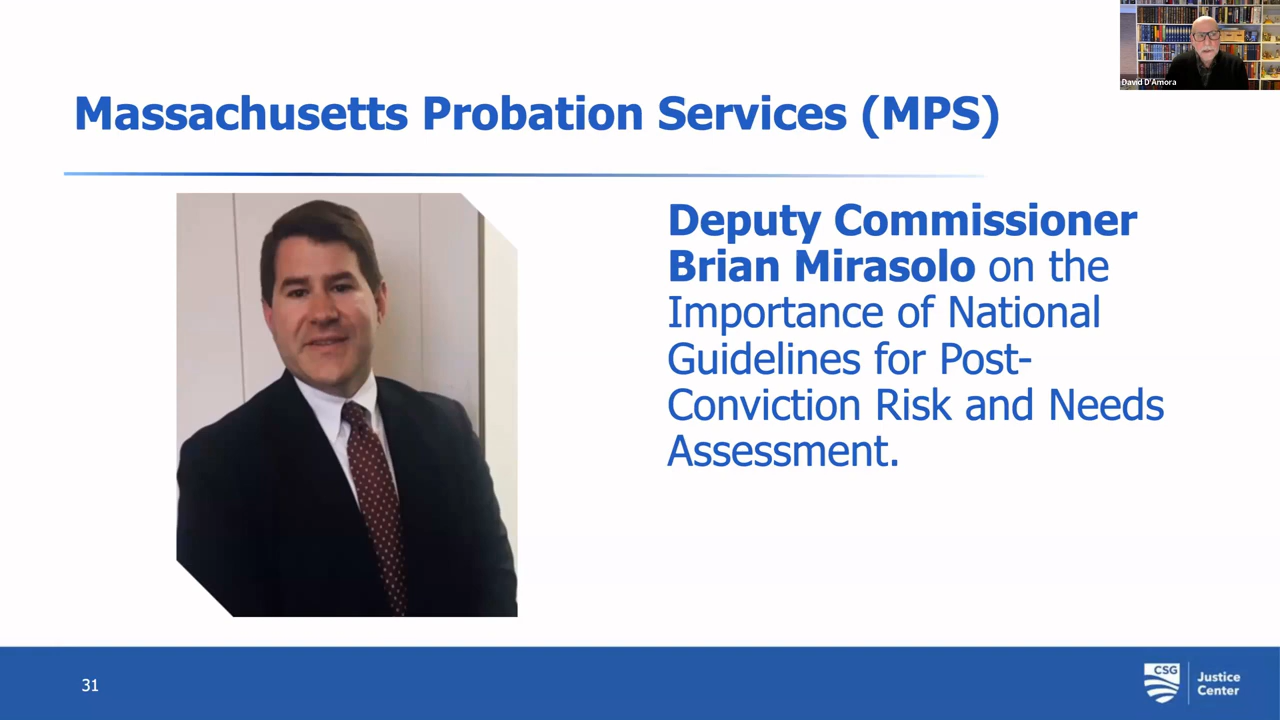 David D'Amora
Massachusetts Probation Services (MPS)
Deputy Commissioner
Brian Mirasolo on the
Importance of National
Guidelines for Post-
Conviction Risk and Needs
Assessment.
31
CSG
Justice
Center